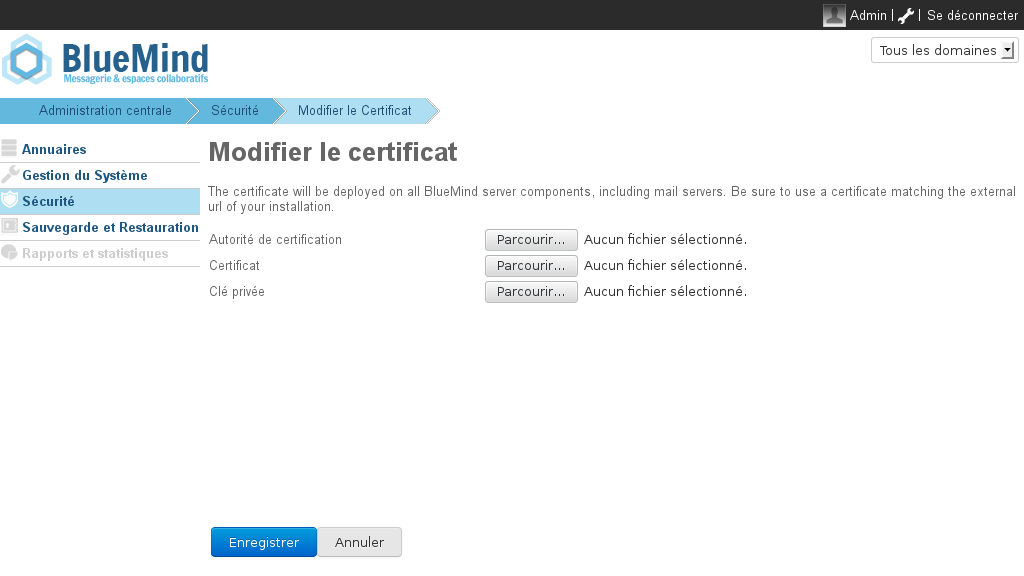 Admin | | Se déconnecter
BlueMind
Messagerie & espaces collaboratifs
Tous les domaines
Administration centrale Sécurité Modifier le Certificat
Annuaires
Gestion du Système
Sécurité
Sauvegarde et Restauration
Rapports et statistiques
Modifier le certificat
The certificate will be deployed on all BlueMind server components, including mail servers. Be sure to use a certificate matching the external
url of your installation.
Autorité de certification Parcourir... Aucun fichier sélectionné.
Certificat Parcourir... Aucun fichier sélectionné.
Clé privée Parcourir... Aucun fichier sélectionné.
Enregistrer Annuler